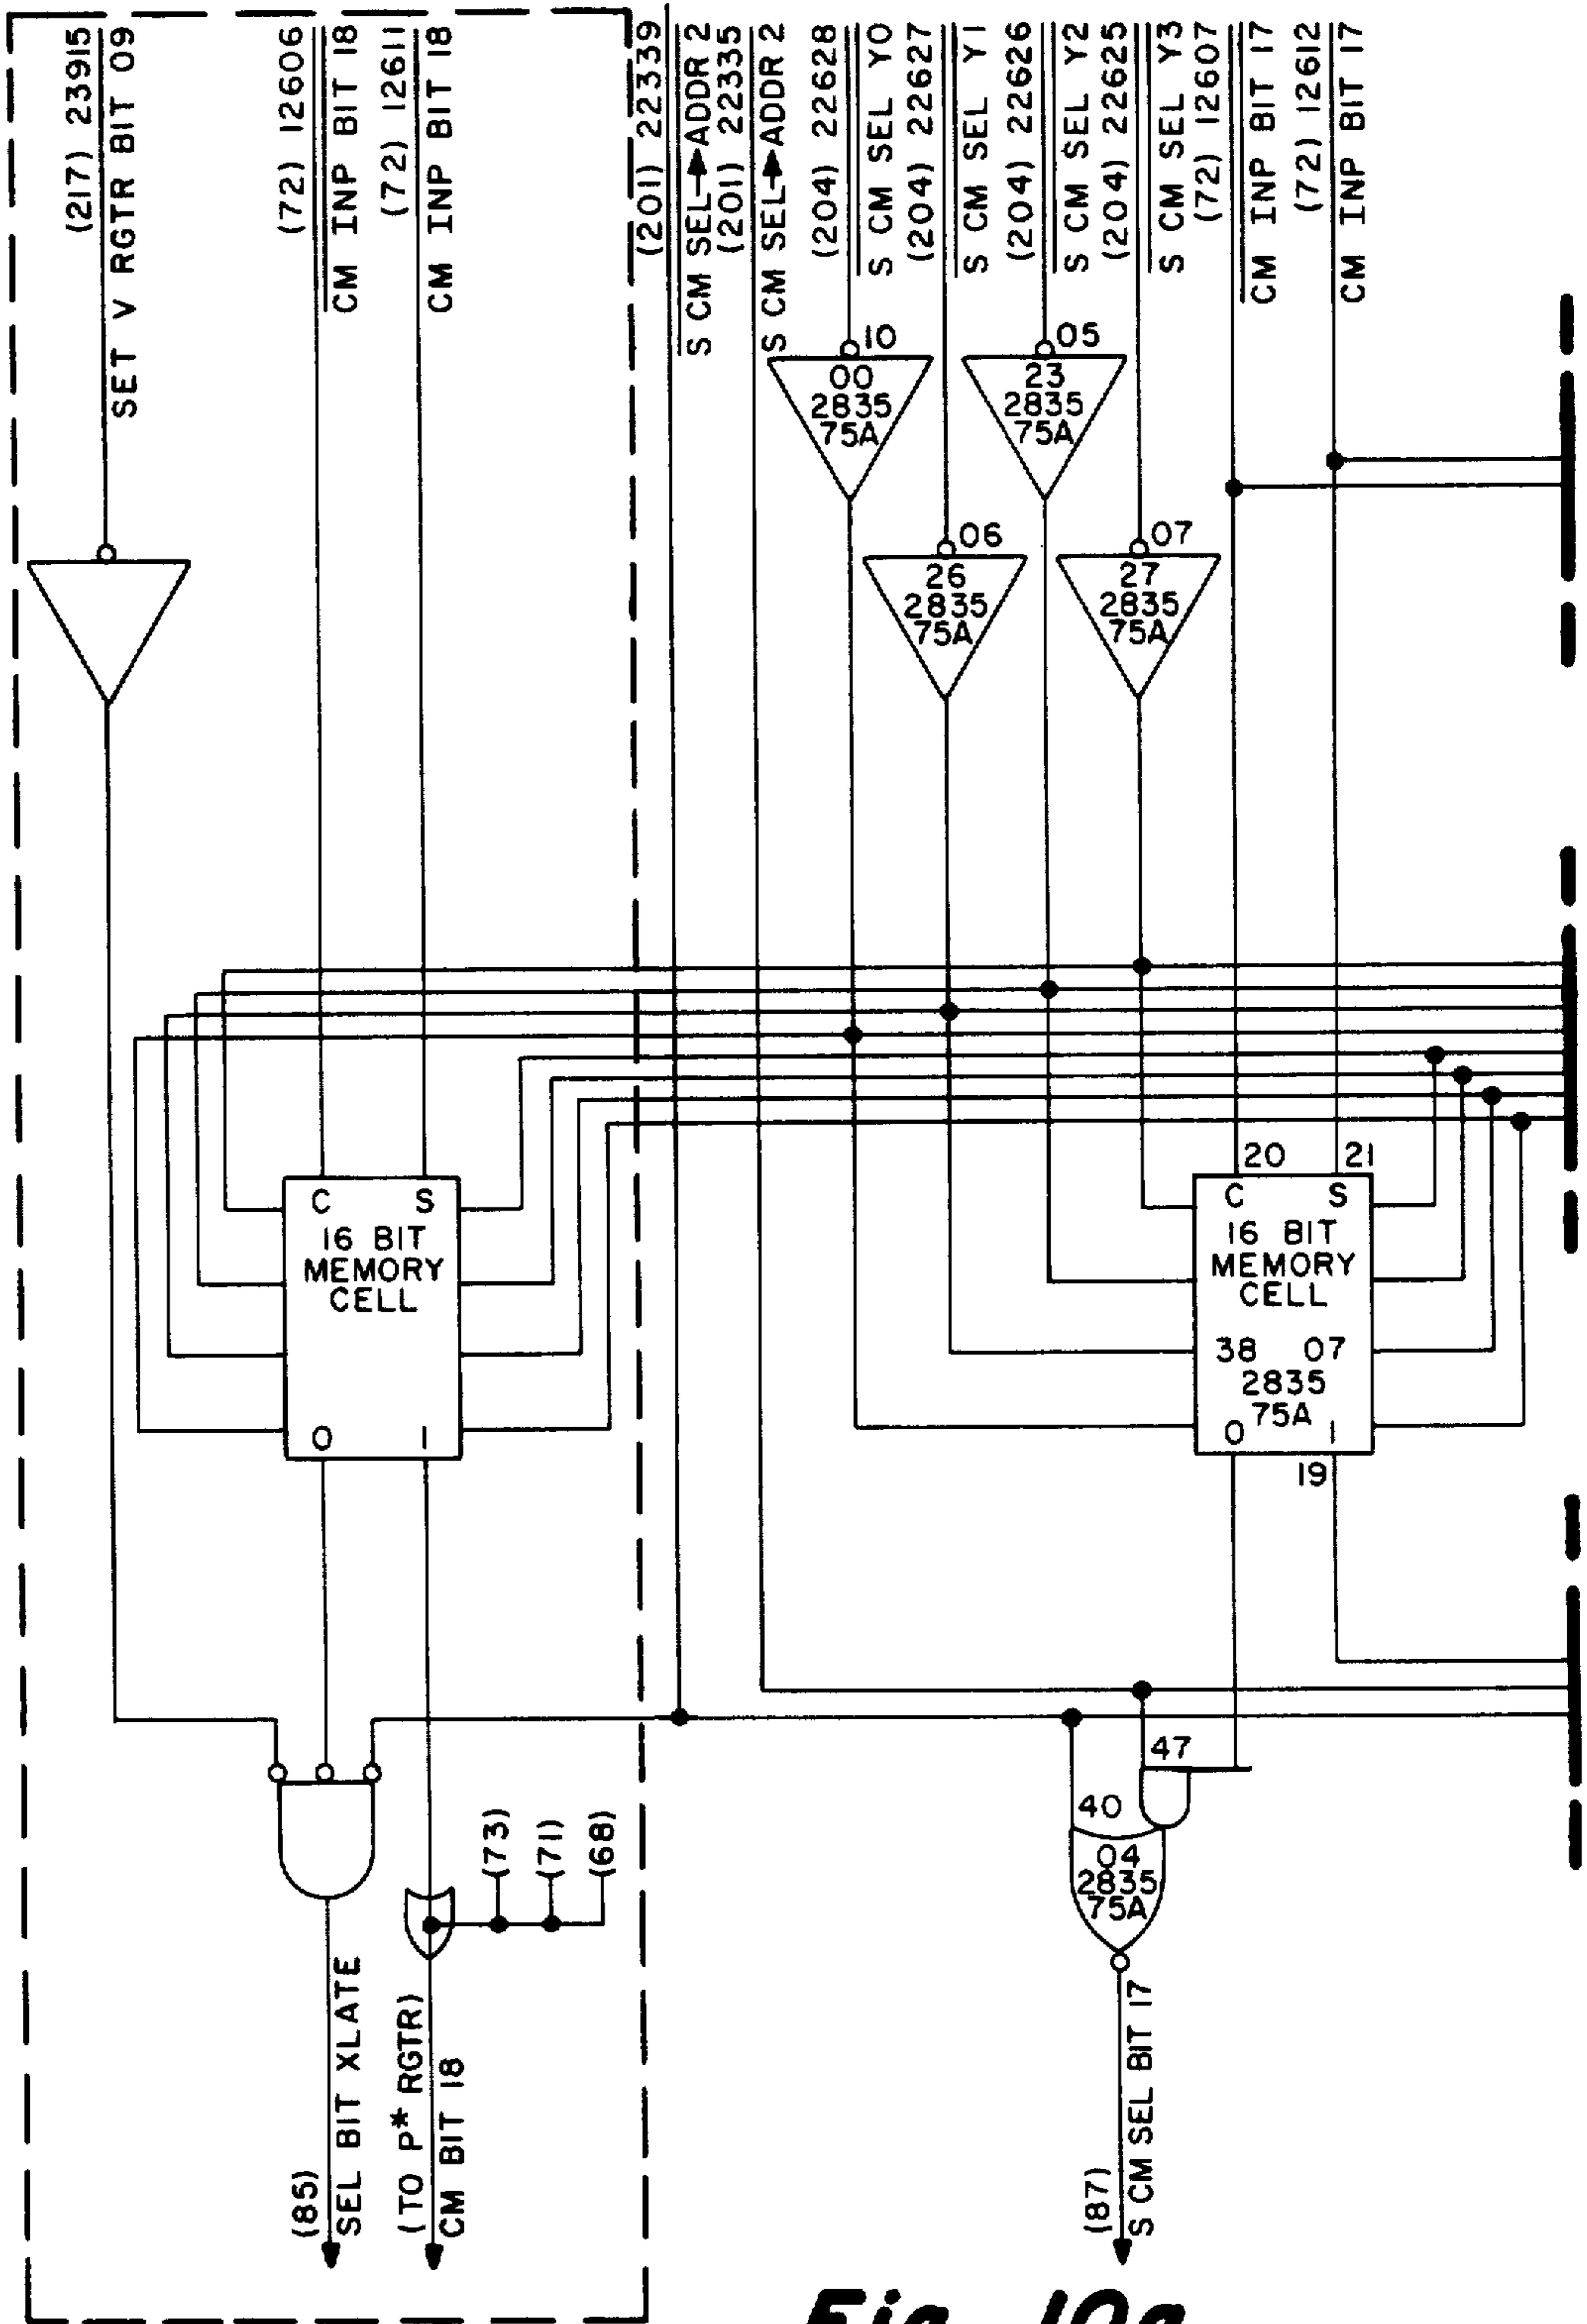 (217) 23915
SET V RGTR BIT 09
(72) 12606
CM INP BIT 18
(72) 12611
CM INP BIT 18
(201) 22339
S CM SEL→ADDR 2
(201) 22335
S CM SEL→ADDR 2
(204) 22628
S CM SEL Y0
(204) 22627
S CM SEL Y1
(204) 22626
S CM SEL Y2
(204) 22625
S CM SEL Y3
(72) 12607
CM INP BIT 17
(72) 12612
CM INP BIT 17
10
00
2835
75A
05
23
2835
75A
06
26
2835
75A
07
27
2835
75A
C S
16 BIT
MEMORY
CELL
0 1
20 21
C S
16 BIT
MEMORY
CELL
38 07
2835
75A
0 1
19
47
40
04
2835
75A
(73)
(71)
(68)
(85)
SEL BIT XLATE
(TO P* RGTR)
CM BIT 18
(87)
S CM SEL BIT 17
Fig. 10a